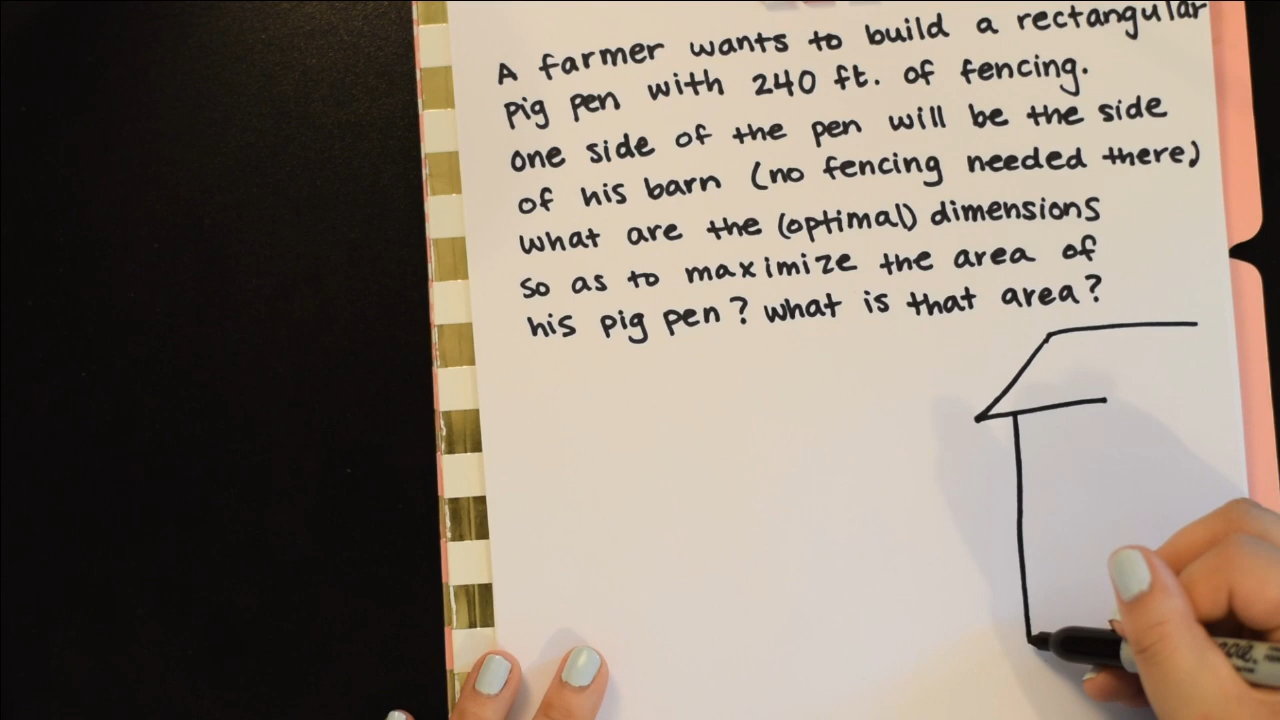 A farmer wants to build a rectangular
pig pen with 240 ft. of fencing.
one side of the pen will be the side
of his barn (no fencing needed there)
what are the (optimal) dimensions
so as to maximize the area of
his pig pen? what is that area?